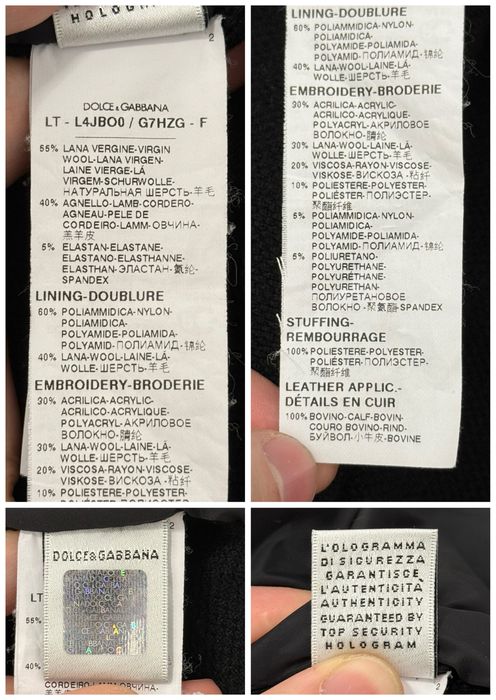 HOLOGRAM
2
DOLCE & GABBANA
LT - L4JBO0 / G7HZG - F
55% LANA VERGINE-VIRGIN
WOOL-LANA VIRGEN-
LAINE VIERGE-LÃ
VIRGEM-SCHURWOLLE-
НАТУРАЛЬНАЯ ШЕРСТЬ-羊毛
40% AGNELLO-LAMB-CORDERO-
AGNEAU-PELE DE
CORDEIRO-LAMM-ОВЧИНА-
羔羊皮
5% ELASTAN-ELASTANE-
ELASTANO-ELASTHANNE-
ELASTHAN-ЭЛАСТАН-氨纶-
SPANDEX
LINING-DOUBLURE
60% POLIAMMIDICA-NYLON-
POLIAMIDICA-
POLYAMIDE-POLIAMIDA-
POLYAMID-ПОЛИАМИД-锦纶
40% LANA-WOOL-LAINE-LÃ-
WOLLE-ШЕРСТЬ-羊毛
EMBROIDERY-BRODERIE
30% ACRILICA-ACRYLIC-
ACRILICO-ACRYLIQUE-
POLYACRYL-АКРИЛОВОЕ
ВОЛОКНО-腈纶
30% LANA-WOOL-LAINE-LÃ-
WOLLE-ШЕРСТЬ-羊毛
20% VISCOSA-RAYON-VISCOSE-
VISKOSE-ВИСКОЗА-粘纤
10% POLIESTERE-POLYESTER-
LINING-DOUBLURE
60% POLIAMMIDICA-NYLON-
POLIAMIDICA-
POLYAMIDE-POLIAMIDA-
POLYAMID-ПОЛИАМИД-锦纶
40% LANA-WOOL-LAINE-LÃ-
WOLLE-ШЕРСТЬ-羊毛
EMBROIDERY-BRODERIE
30% ACRILICA-ACRYLIC-
ACRILICO-ACRYLIQUE-
POLYACRYL-АКРИЛОВОЕ
ВОЛОКНО-腈纶
30% LANA-WOOL-LAINE-LÃ-
WOLLE-ШЕРСТЬ-羊毛
20% VISCOSA-RAYON-VISCOSE-
VISKOSE-ВИСКОЗА-粘纤
10% POLIESTERE-POLYESTER-
POLIÉSTER-ПОЛИЭСТЕР-
聚酯纤维
5% POLIAMMIDICA-NYLON-
POLIAMIDICA-
POLYAMIDE-POLIAMIDA-
POLYAMID-ПОЛИАМИД-锦纶
5% POLIURETANO-
POLYURÉTHANE-
POLYURETHANE-
POLYURETHAN-
ПОЛИУРЕТАНОВОЕ
ВОЛОКНО-聚氨酯-SPANDEX
STUFFING-
REMBOURRAGE
100% POLIESTERE-POLYESTER-
POLIÉSTER-ПОЛИЭСТЕР-
聚酯纤维
LEATHER APPLIC.-
DÉTAILS EN CUIR
100% BOVINO-CALF-BOVIN-
COURO BOVINO-RIND-
БУЙВОЛ-小牛皮-BOVINE
2
DOLCE&GABBANA
LT
55%
40%
CORDEIRO-LAMM-ОВЧИНА-
L'OLOGRAMMA
DI SICUREZZA
GARANTISCE
L'AUTENTICITÀ
AUTHENTICITY
GUARANTEED BY
TOP SECURITY
HOLOGRAM
2